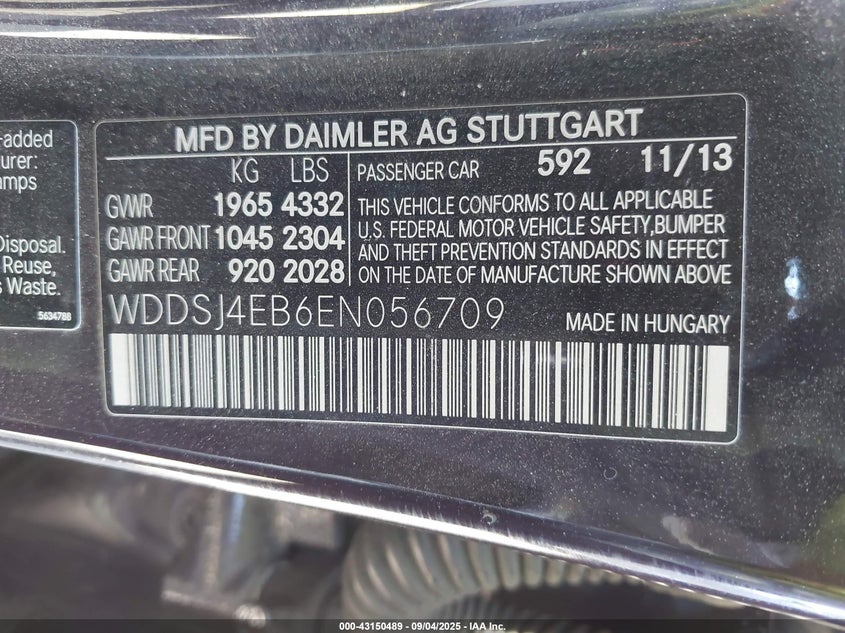 -added
urer:
amps
Disposal.
Reuse,
s Waste.
5634788
MFD BY DAIMLER AG STUTTGART
KG LBS
GVWR 1965 4332
GAWR FRONT 1045 2304
GAWR REAR 920 2028
PASSENGER CAR 592 11/13
THIS VEHICLE CONFORMS TO ALL APPLICABLE
U.S. FEDERAL MOTOR VEHICLE SAFETY,BUMPER
AND THEFT PREVENTION STANDARDS IN EFFECT
ON THE DATE OF MANUFACTURE SHOWN ABOVE
WDDSJ4EB6EN056709 MADE IN HUNGARY
000-43150489 - 09/04/2025 - IAA Inc.